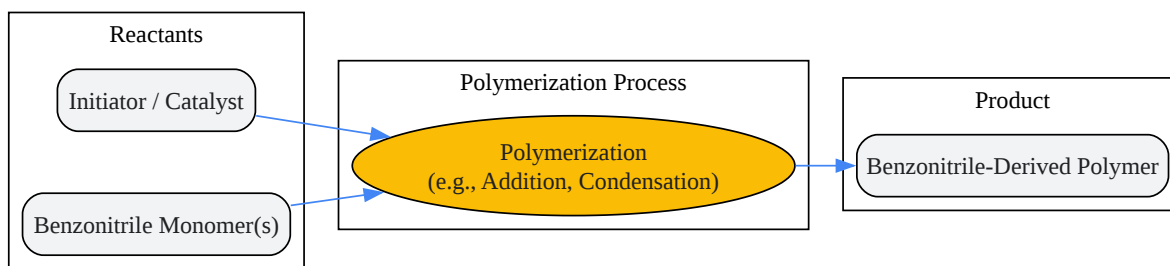 Reactants
Initiator / Catalyst
Benzonitrile Monomer(s)
Polymerization Process
Polymerization
(e.g., Addition, Condensation)
Product
Benzonitrile-Derived Polymer